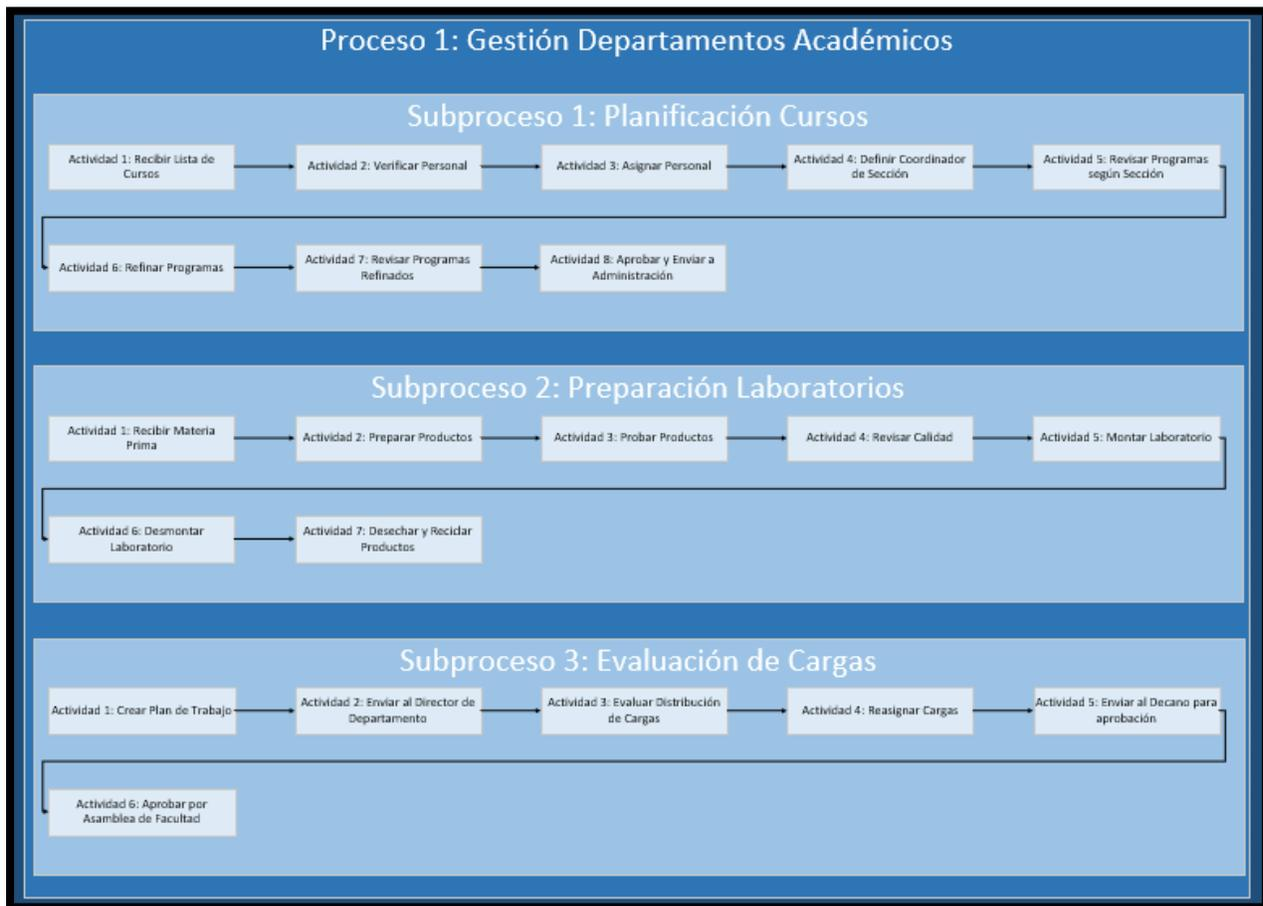 Proceso 1: Gestión Departamentos Académicos
Subproceso 1: Planificación Cursos
Actividad 1: Recibir Lista de
Cursos
Actividad 2: Verificar Personal
Actividad 3: Asignar Personal
Actividad 4: Definir Coordinador
de Sección
Actividad 5: Revisar Programas
según Sección
Actividad 6: Refinar Programas
Actividad 7: Revisar Programas
Refinados
Actividad 8: Aprobar y Enviar a
Administración
Subproceso 2: Preparación Laboratorios
Actividad 1: Recibir Materia
Prima
Actividad 2: Preparar Productos
Actividad 3: Probar Productos
Actividad 4: Revisar Calidad
Actividad 5: Montar Laboratorio
Actividad 6: Desmontar
Laboratorio
Actividad 7: Desechar y Reciclar
Productos
Subproceso 3: Evaluación de Cargas
Actividad 1: Crear Plan de Trabajo
Actividad 2: Enviar al Director de
Departamento
Actividad 3: Evaluar Distribución
de Cargas
Actividad 4: Reasignar Cargas
Actividad 5: Enviar al Decano para
aprobación
Actividad 6: Aprobar por
Asamblea de Facultad